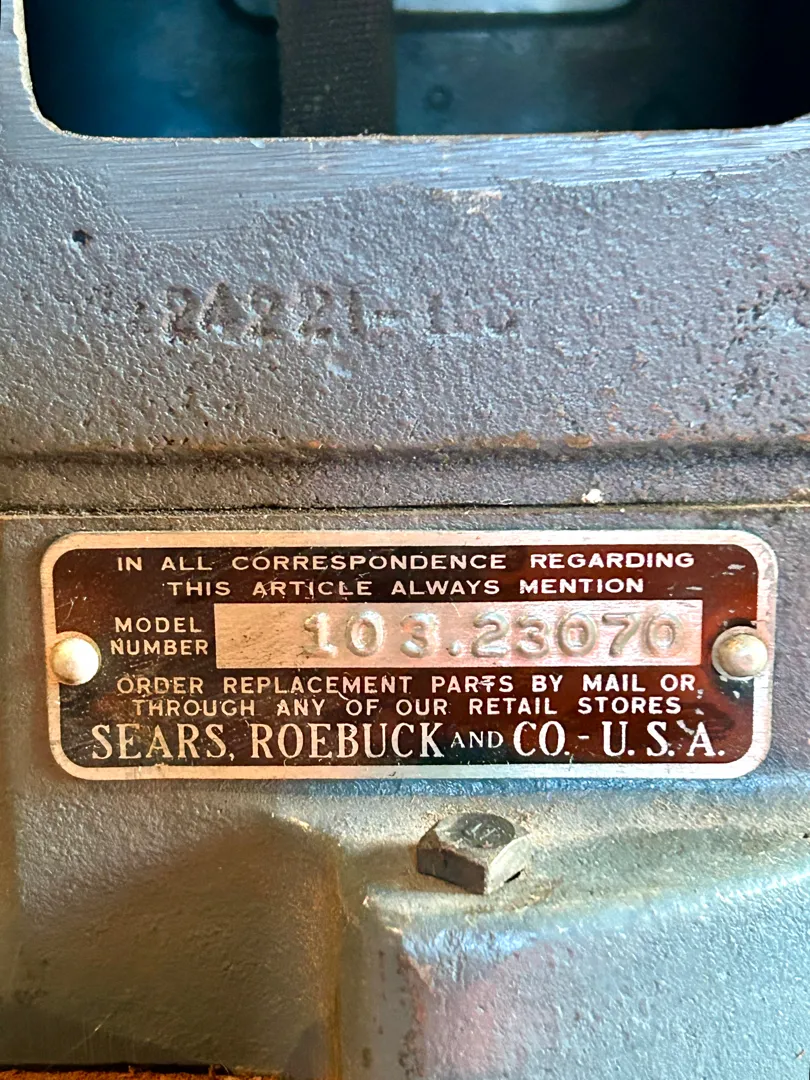 24221-
IN ALL CORRESPONDENCE REGARDING
THIS ARTICLE ALWAYS MENTION
MODEL NUMBER 103.23070
ORDER REPLACEMENT PARTS BY MAIL OR
THROUGH ANY OF OUR RETAIL STORES
SEARS, ROEBUCK AND CO. - U. S. A.